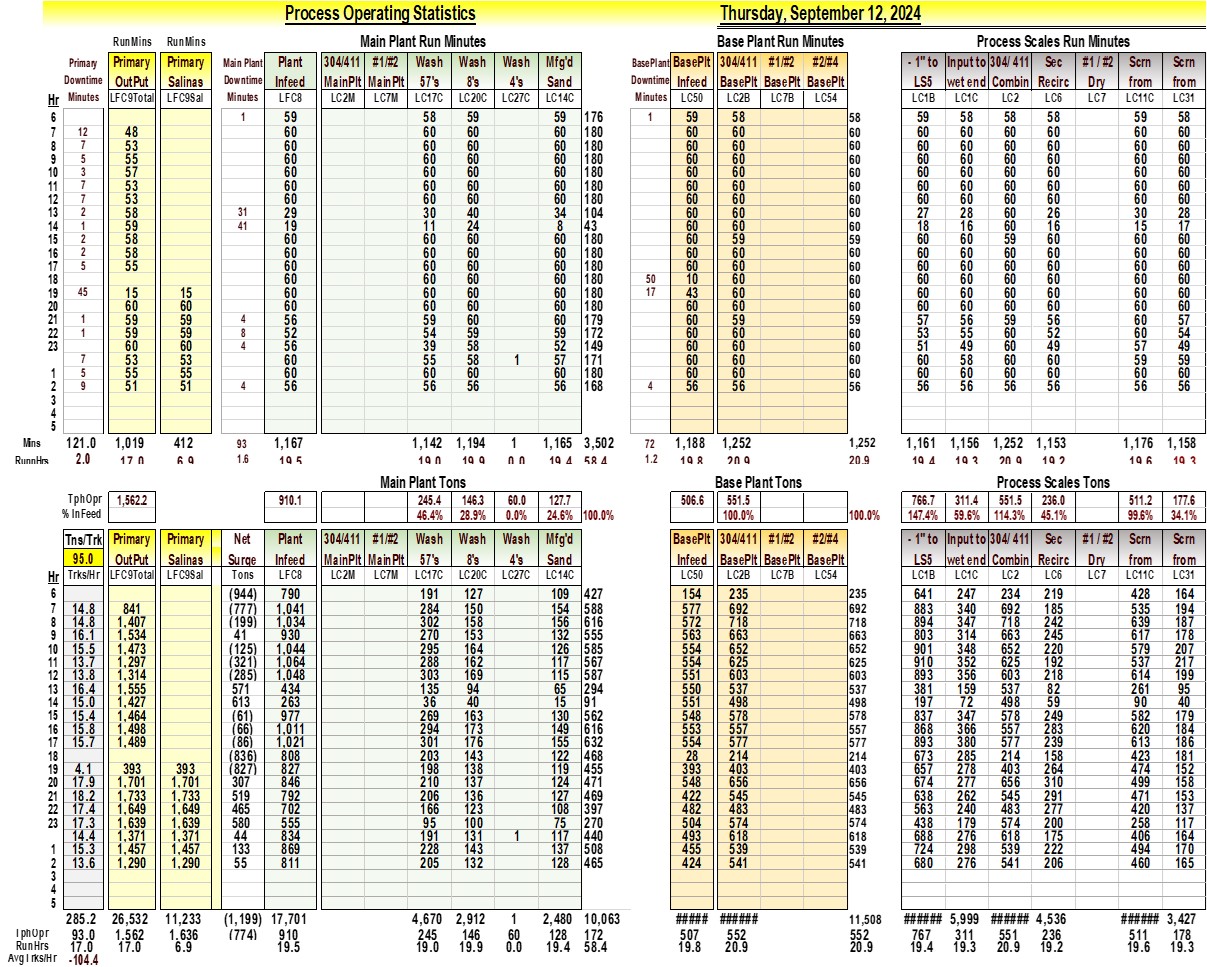 Process Operating Statistics Thursday, September 12, 2024
RunMins RunMins Main Plant Run Minutes Base Plant Run Minutes Process Scales Run Minutes
Primary Primary Primary Main Plant Plant 304/411 #1/#2 Wash Wash Wash Mfg'd BasePlant BasePlt 304/411 #1/#2 #2/#4 - 1" to Input to 304/ 411 Sec #1 / #2 Scrn Scrn
Downtime OutPut Salinas Downtime Infeed MainPlt MainPlt 57's 8's 4's Sand Downtime Infeed BasePlt BasePlt BasePlt LS5 wet end Combin Recirc Dry from from
Hr Minutes LFC9Total LFC9Sal Minutes LFC8 LC2M LC7M LC17C LC20C LC27C LC14C Minutes LC50 LC2B LC7B LC54 LC1B LC1C LC2 LC6 LC7 LC11C LC31
6 1 59 58 59 59 176 1 59 58 58 59 58 58 58 59 58
7 12 48 60 60 60 60 180 60 60 60 60 60 60 60 60 60
8 7 53 60 60 60 60 180 60 60 60 60 60 60 60 60 60
9 5 55 60 60 60 60 180 60 60 60 60 60 60 60 60 60
10 3 57 60 60 60 60 180 60 60 60 60 60 60 60 60 60
11 7 53 60 60 60 60 180 60 60 60 60 60 60 60 60 60
12 7 53 60 60 60 60 180 60 60 60 60 60 60 60 60 60
13 2 58 31 29 30 40 34 104 60 60 60 27 28 60 26 30 28
14 1 59 41 19 11 24 8 43 60 60 60 18 16 60 16 15 17
15 2 58 60 60 60 60 180 60 59 59 60 60 60 60 60 60
16 2 58 60 60 60 60 180 60 60 60 60 60 60 60 60 60
17 5 55 60 60 60 60 180 60 60 60 60 60 60 60 60 60
18 60 60 60 60 180 50 10 60 60 60 60 60 60 60 60
19 45 15 15 60 60 60 60 180 17 43 60 60 60 60 60 60 60 60
20 60 60 60 60 60 60 180 60 60 60 60 60 60 60 60 60
21 1 59 59 4 56 59 60 60 179 60 59 59 57 56 59 56 60 57
22 1 59 59 8 52 54 59 59 172 60 60 60 53 55 60 52 60 54
23 60 60 4 56 39 58 52 149 60 60 60 51 49 60 49 57 49
7 53 53 60 55 58 1 57 171 60 60 60 60 58 60 60 59 59
1 5 55 55 60 60 60 60 180 60 60 60 60 60 60 60 60 60
2 9 51 51 4 56 56 56 56 168 4 56 56 56 56 56 56 56 56 56
3
4
5
Mins 121.0 1,019 412 93 1,167 1,142 1,194 1 1,165 3,502 72 1,188 1,252 1,252 1,161 1,156 1,252 1,153 1,176 1,158
RunnHrs 2.0 17.0 6.9 1.6 19.5 19.0 19.9 0.0 19.4 58.4 1.2 19.8 20.9 20.9 19.4 19.3 20.9 19.2 19.6 19.3
Main Plant Tons Base Plant Tons Process Scales Tons
TphOpr 1,562.2 910.1 245.4 146.3 60.0 127.7 506.6 551.5 766.7 311.4 551.5 236.0 511.2 177.6
% InFeed 46.4% 28.9% 0.0% 24.6% 100.0% 100.0% 100.0% 147.4% 59.6% 114.3% 45.1% 99.6% 34.1%
Tns/Trk Primary Primary Net Plant 304/411 #1/#2 Wash Wash Wash Mfg'd BasePlt 304/411 #1/#2 #2/#4 - 1" to Input to 304/ 411 Sec #1 / #2 Scrn Scrn
95.0 OutPut Salinas Surge Infeed MainPlt MainPlt 57's 8's 4's Sand Infeed BasePlt BasePlt BasePlt LS5 wet end Combin Recirc Dry from from
Hr Trks/Hr LFC9Total LFC9Sal Tons LFC8 LC2M LC7M LC17C LC20C LC27C LC14C LC50 LC2B LC7B LC54 LC1B LC1C LC2 LC6 LC7 LC11C LC31
6 (944) 790 191 127 109 427 154 235 235 641 247 234 219 428 164
7 14.8 841 (777) 1,041 284 150 154 588 577 692 692 883 340 692 185 535 194
8 14.8 1,407 (199) 1,034 302 158 156 616 572 718 718 894 347 718 242 639 187
9 16.1 1,534 41 930 270 153 132 555 563 663 663 803 314 663 245 617 178
10 15.5 1,473 (125) 1,044 295 164 126 585 554 652 652 901 348 652 220 579 207
11 13.7 1,297 (321) 1,064 288 162 117 567 554 625 625 910 352 625 192 537 217
12 13.8 1,314 (285) 1,048 303 169 115 587 551 603 603 893 356 603 218 614 199
13 16.4 1,555 571 434 135 94 65 294 550 537 537 381 159 537 82 261 95
14 15.0 1,427 613 263 36 40 15 91 551 498 498 197 72 498 59 90 40
15 15.4 1,464 (61) 977 269 163 130 562 548 578 578 837 347 578 249 582 179
16 15.8 1,498 (66) 1,011 294 173 149 616 553 557 557 868 366 557 283 620 184
17 15.7 1,489 (86) 1,021 301 176 155 632 554 577 577 893 380 577 239 613 186
18 (836) 808 203 143 122 468 28 214 214 673 285 214 158 423 181
19 4.1 393 393 (827) 827 198 138 119 455 393 403 403 657 278 403 264 474 152
20 17.9 1,701 1,701 307 846 210 137 124 471 548 656 656 674 277 656 310 499 158
21 18.2 1,733 1,733 519 792 206 136 127 469 422 545 545 638 262 545 291 471 153
22 17.4 1,649 1,649 465 702 166 123 108 397 482 483 483 563 240 483 277 420 137
23 17.3 1,639 1,639 580 555 95 100 75 270 504 574 574 438 179 574 200 258 117
14.4 1,371 1,371 44 834 191 131 1 117 440 493 618 618 688 276 618 175 406 164
1 15.3 1,457 1,457 133 869 228 143 137 508 455 539 539 724 298 539 222 494 170
2 13.6 1,290 1,290 55 811 205 132 128 465 424 541 541 680 276 541 206 460 165
3
4
5
285.2 26,532 11,233 (1,199) 17,701 4,670 2,912 1 2,480 10,063 ##### ###### 11,508 ###### 5,999 ###### 4,536 ###### 3,427
TphOpr 93.0 1,562 1,636 (774) 910 245 146 60 128 172 507 552 552 767 311 551 236 511 178
RunHrs 17.0 17.0 6.9 19.5 19.0 19.9 0.0 19.4 58.4 19.8 20.9 20.9 19.4 19.3 20.9 19.2 19.6 19.3
AvgTrks/Hr -104.4